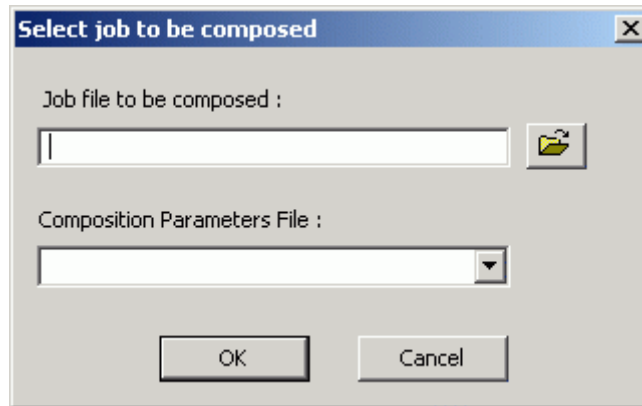 Select job to be composed
Job file to be composed :
Composition Parameters File :
OK
Cancel